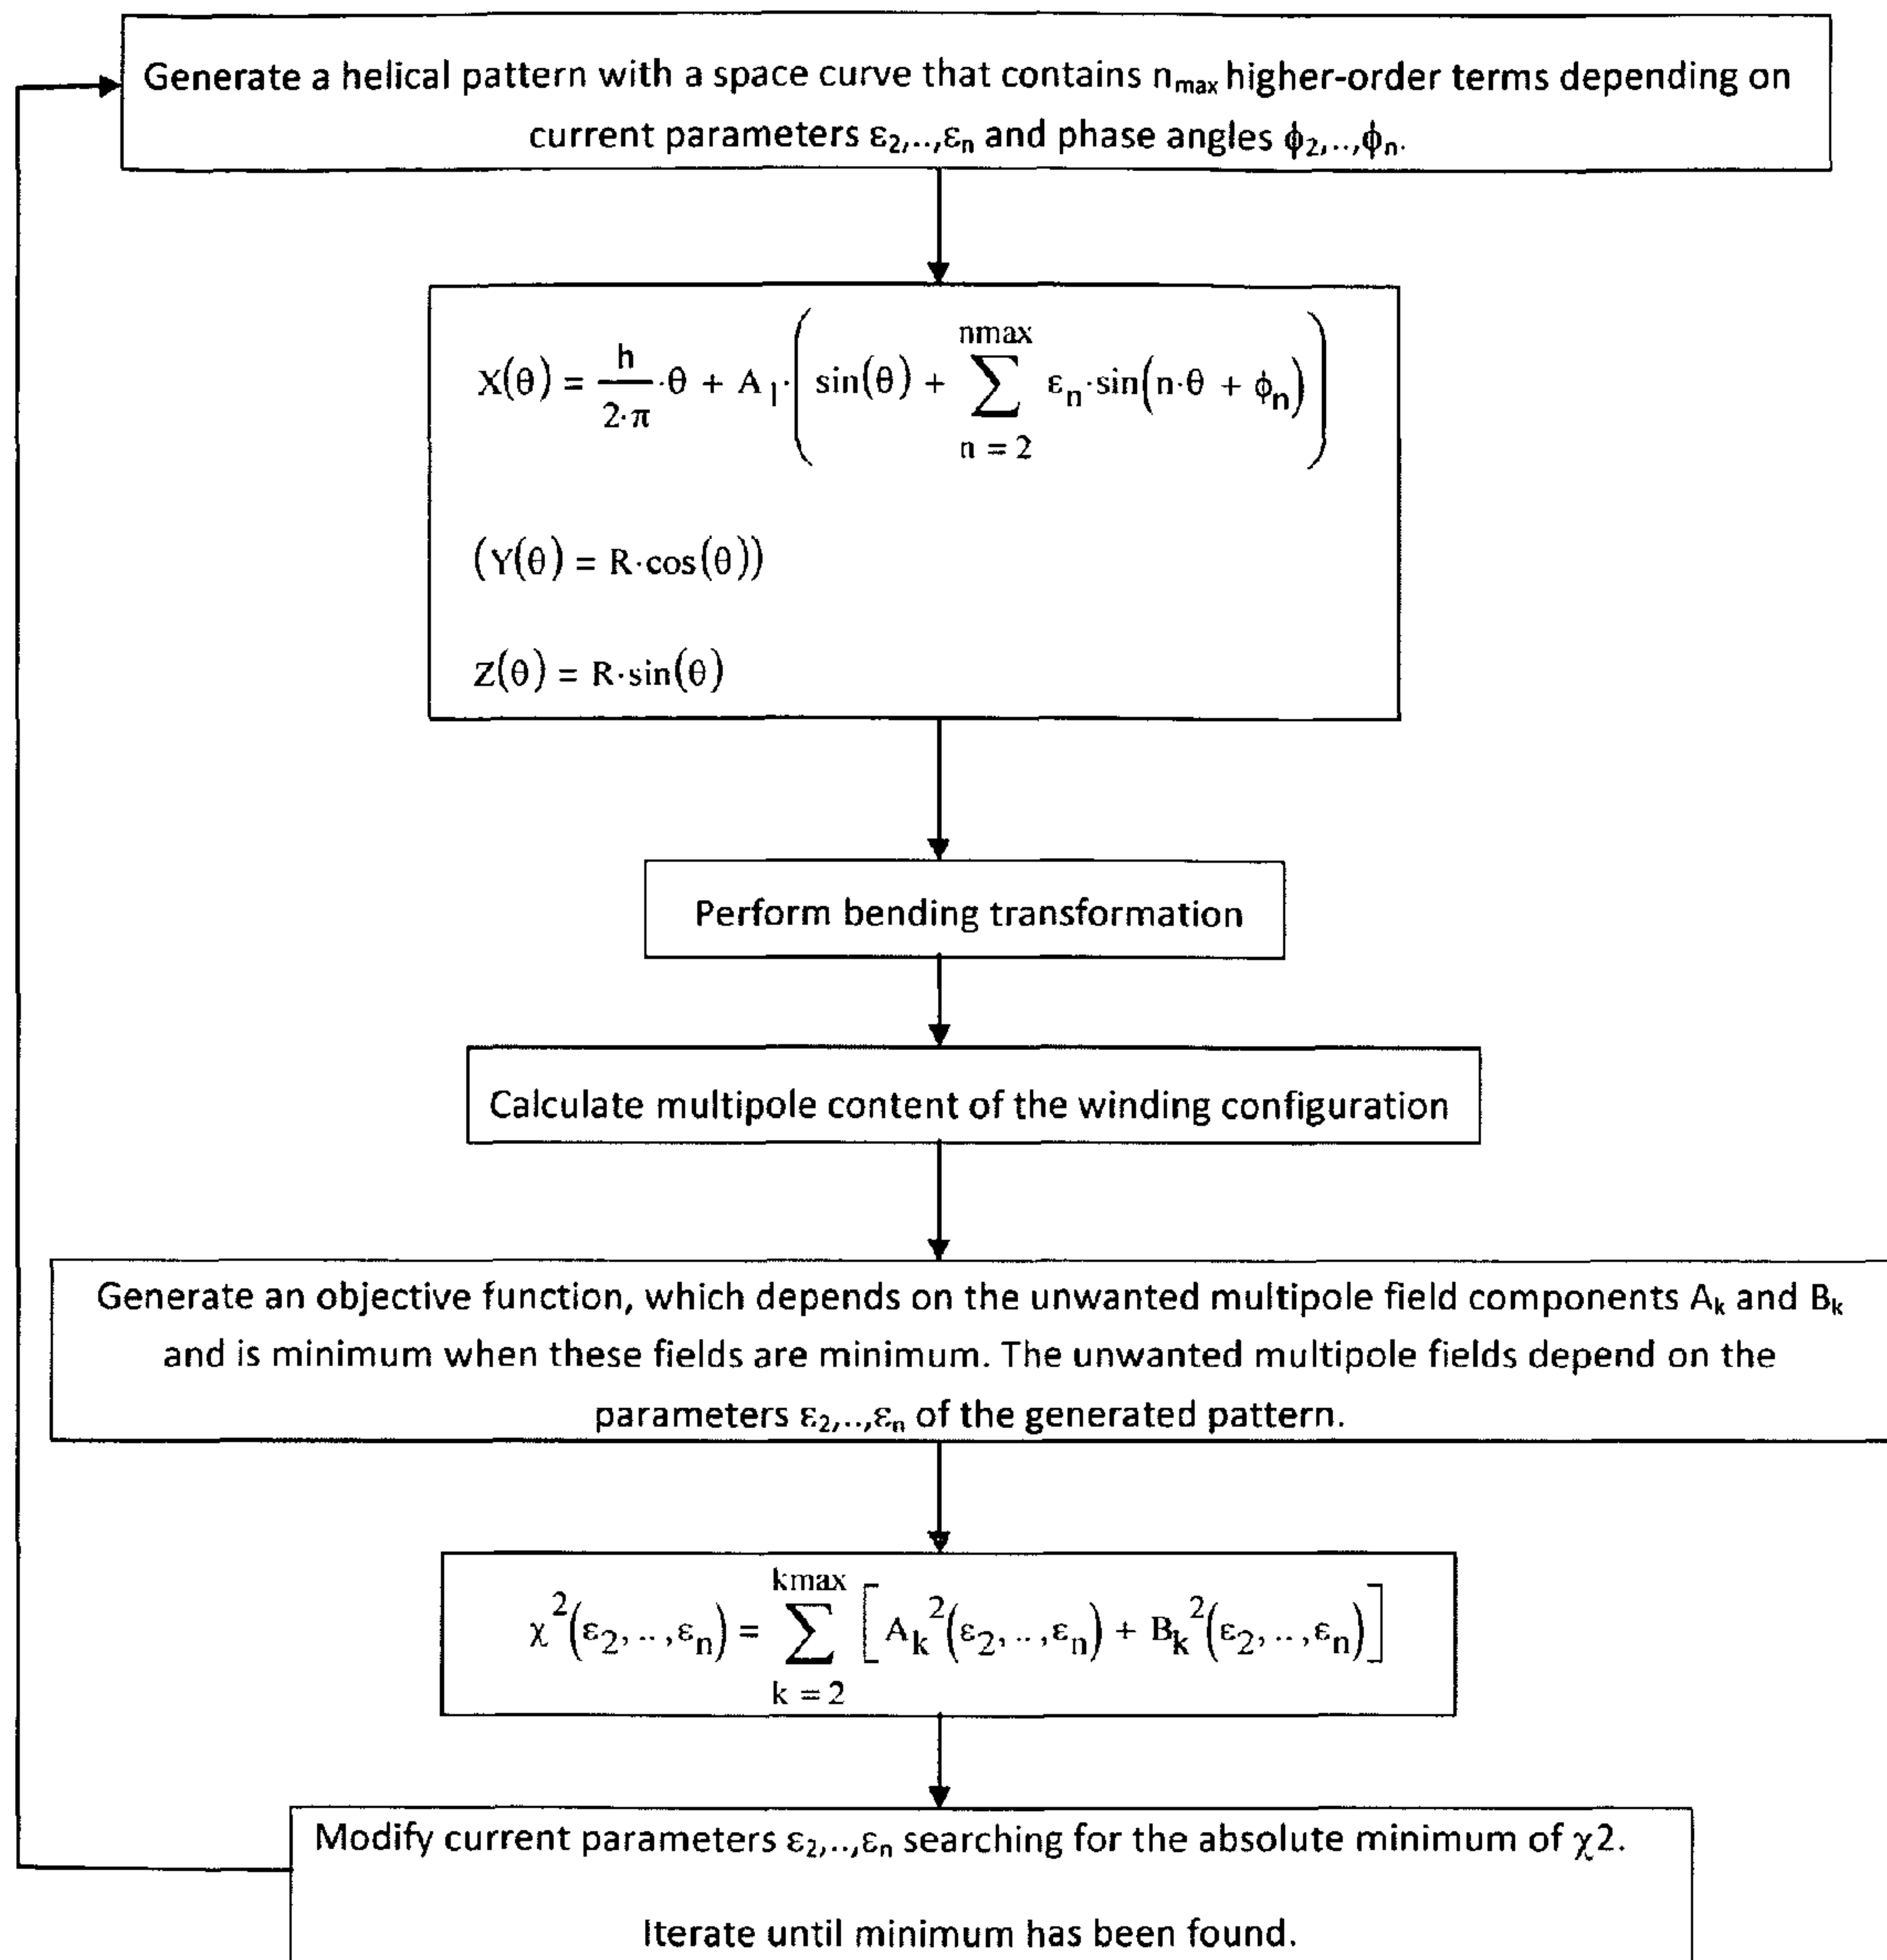 Generate a helical pattern with a space curve that contains nmax higher-order terms depending on
current parameters ε2,..,εn and phase angles ϕ2,..,ϕn.
X(θ) = h/(2·π)·θ + A1·( sin(θ) + ∑ n = 2 nmax εn·sin(n·θ + ϕn) )
(Y(θ) = R·cos(θ))
Z(θ) = R·sin(θ)
Perform bending transformation
Calculate multipole content of the winding configuration
Generate an objective function, which depends on the unwanted multipole field components Ak and Bk
and is minimum when these fields are minimum. The unwanted multipole fields depend on the
parameters ε2,..,εn of the generated pattern.
χ²(ε2,..,εn) = ∑ k = 2 kmax [ Ak²(ε2,..,εn) + Bk²(ε2,..,εn) ]
Modify current parameters ε2,..,εn searching for the absolute minimum of χ2.
Iterate until minimum has been found.